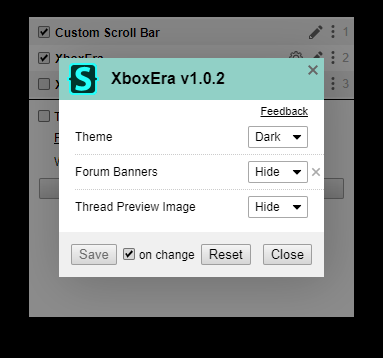 Custom Scroll Bar 1
XboxEra 2
XboxEra v1.0.2
X 3
Feedback
Theme Dark
Forum Banners Hide
Thread Preview Image Hide
Save on change Reset Close